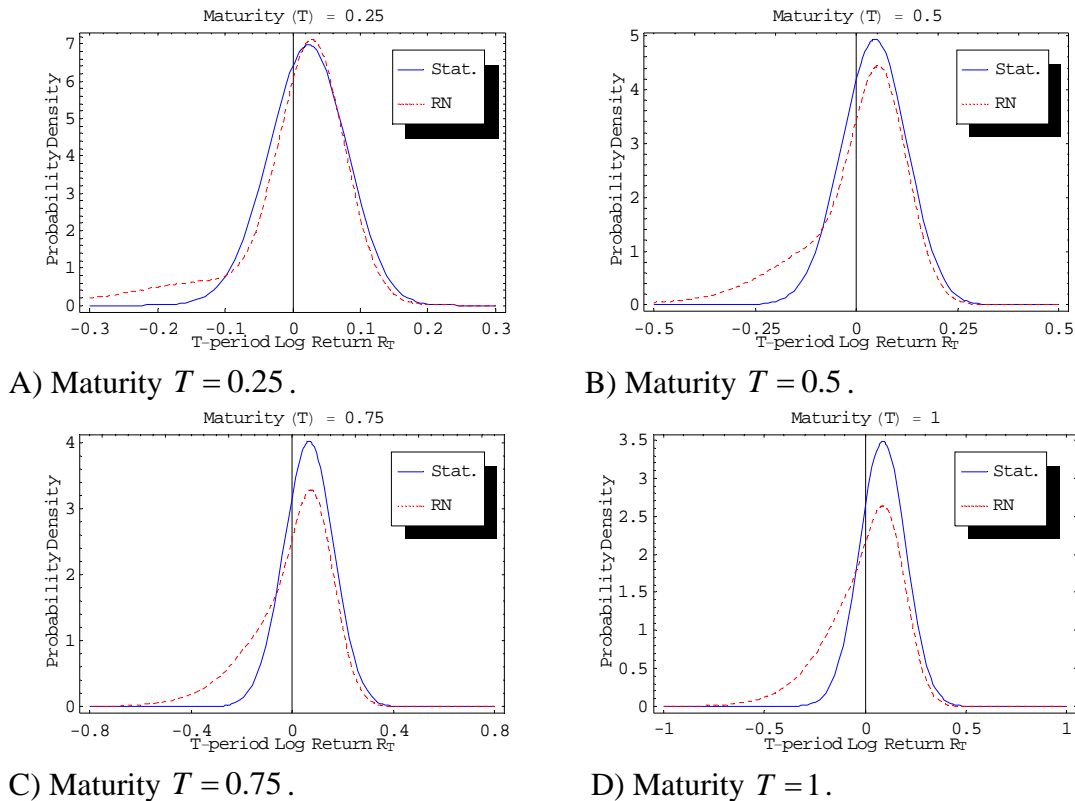 Maturity (T) = 0.25
Probability Density
7
6
5
4
3
2
1
0
-0.3 -0.2 -0.1 0 0.1 0.2 0.3
T-period Log Return R_T
Stat.
RN
A) Maturity T = 0.25.
Maturity (T) = 0.5
Probability Density
5
4
3
2
1
0
-0.5 -0.25 0 0.25 0.5
T-period Log Return R_T
Stat.
RN
B) Maturity T = 0.5.
Maturity (T) = 0.75
Probability Density
4
3
2
1
0
-0.8 -0.4 0 0.4 0.8
T-period Log Return R_T
Stat.
RN
C) Maturity T = 0.75.
Maturity (T) = 1
Probability Density
3.5
3
2.5
2
1.5
1
0.5
0
-1 -0.5 0 0.5 1
T-period Log Return R_T
Stat.
RN
D) Maturity T = 1.